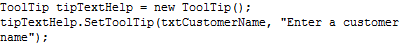 ToolTip tipTextHelp = new ToolTip();
tipTextHelp.SetToolTip(txtCustomerName, "Enter a customer
name");